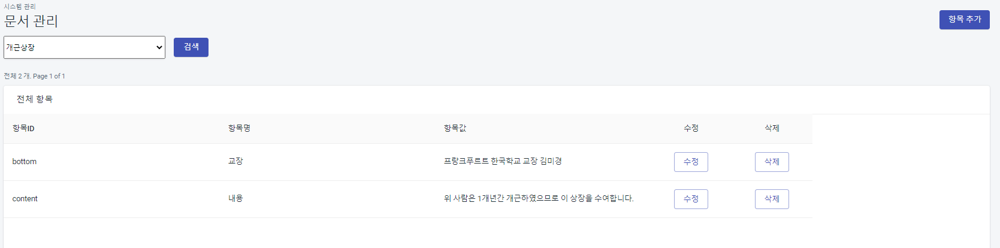 시스템 관리
문서 관리
항목 추가
개근상장
검색
전체 2 개. Page 1 of 1
전체 항목
항목ID 항목명 항목값 수정 삭제
bottom 교장 프랑크푸르트 한국학교 교장 김미경 수정 삭제
content 내용 위 사람은 1개년간 개근하였으므로 이 상장을 수여합니다. 수정 삭제